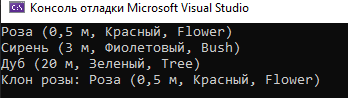 Консоль отладки Microsoft Visual Studio
Роза (0,5 м, Красный, Flower)
Сирень (3 м, Фиолетовый, Bush)
Дуб (20 м, Зеленый, Tree)
Клон розы: Роза (0,5 м, Красный, Flower)